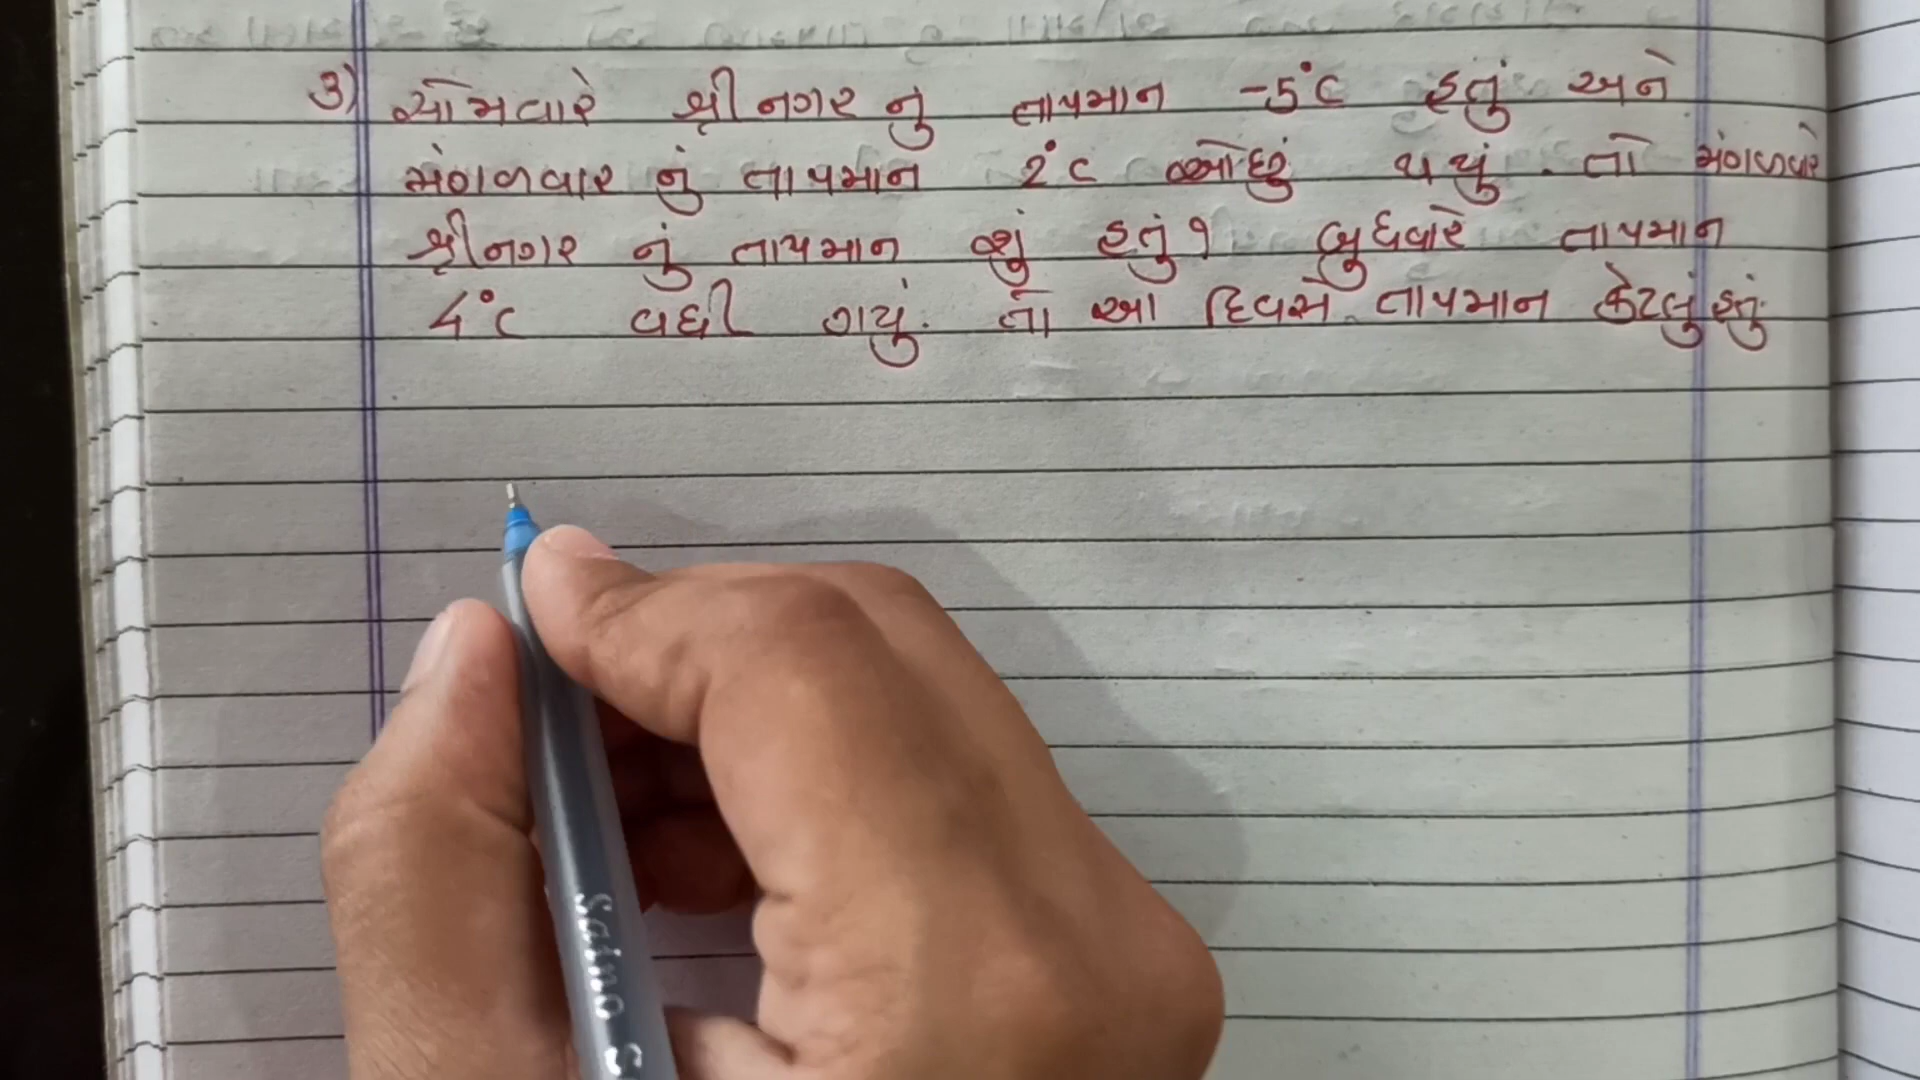 3) સોમવારે શ્રીનગર નું તાપમાન -5°C હતું અને
મંગળવાર નું તાપમાન 2°C ઓછું થયું. તો મંગળવારે
શ્રીનગર નું તાપમાન શું હતું? બુધવારે તાપમાન
4°C વધી ગયું. તો આ દિવસે તાપમાન કેટલું હતું.
Saino